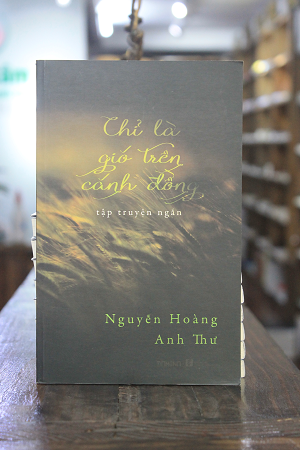 Chỉ là
gió trên
cánh đồng
tập truyện ngắn
Nguyễn Hoàng
Anh Thư